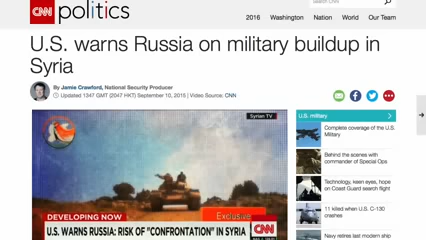 CNN politics
2016 Washington Nation World Our Team
U.S. warns Russia on military buildup in
Syria
By Jamie Crawford, National Security Producer
Updated 1347 GMT (2047 HKT) September 10, 2015 | Video Source: CNN
Syrian TV
Exclusive
DEVELOPING NOW
U.S. WARNS RUSSIA: RISK OF "CONFRONTATION" IN SYRIA
CNN
U.S. military
Complete coverage of the U.S.
Military
Behind the scenes with
commander of Special Ops
Technology, keen eyes, hope
on Coast Guard search flight
11 killed when U.S. C-130
crashes
Navy retires last modern ship